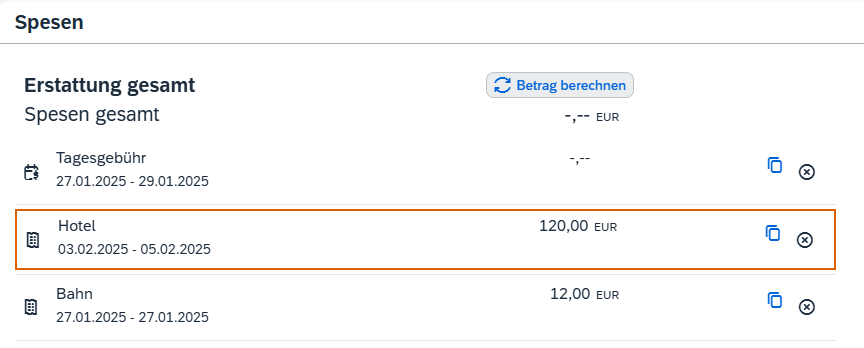 Spesen
Erstattung gesamt
Betrag berechnen
Spesen gesamt
-,-- EUR
Tagesgebühr
-,--
27.01.2025 - 29.01.2025
Hotel
120,00 EUR
03.02.2025 - 05.02.2025
Bahn
12,00 EUR
27.01.2025 - 27.01.2025